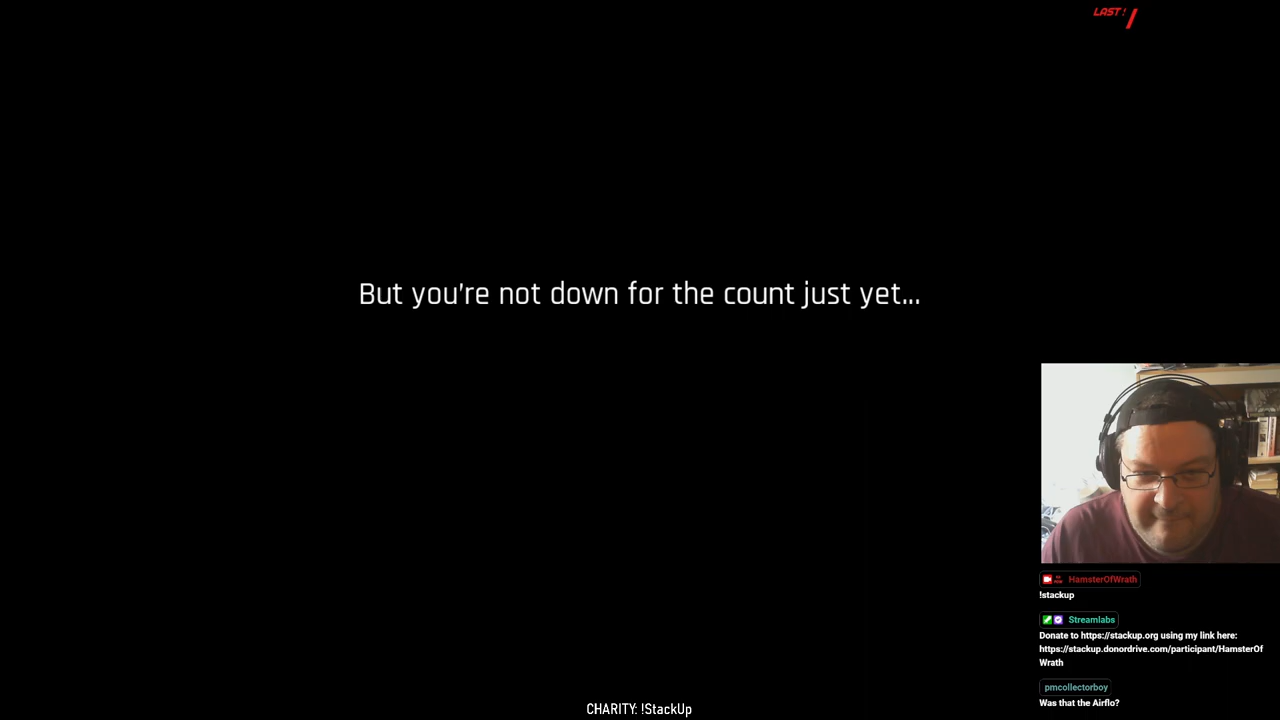 LAST !
But you're not down for the count just yet...
HamsterOfWrath
!stackup
Streamlabs
Donate to https://stackup.org using my link here:
https://stackup.donordrive.com/participant/HamsterOf
Wrath
pmcollectorboy
Was that the Airflo?
CHARITY: !StackUp